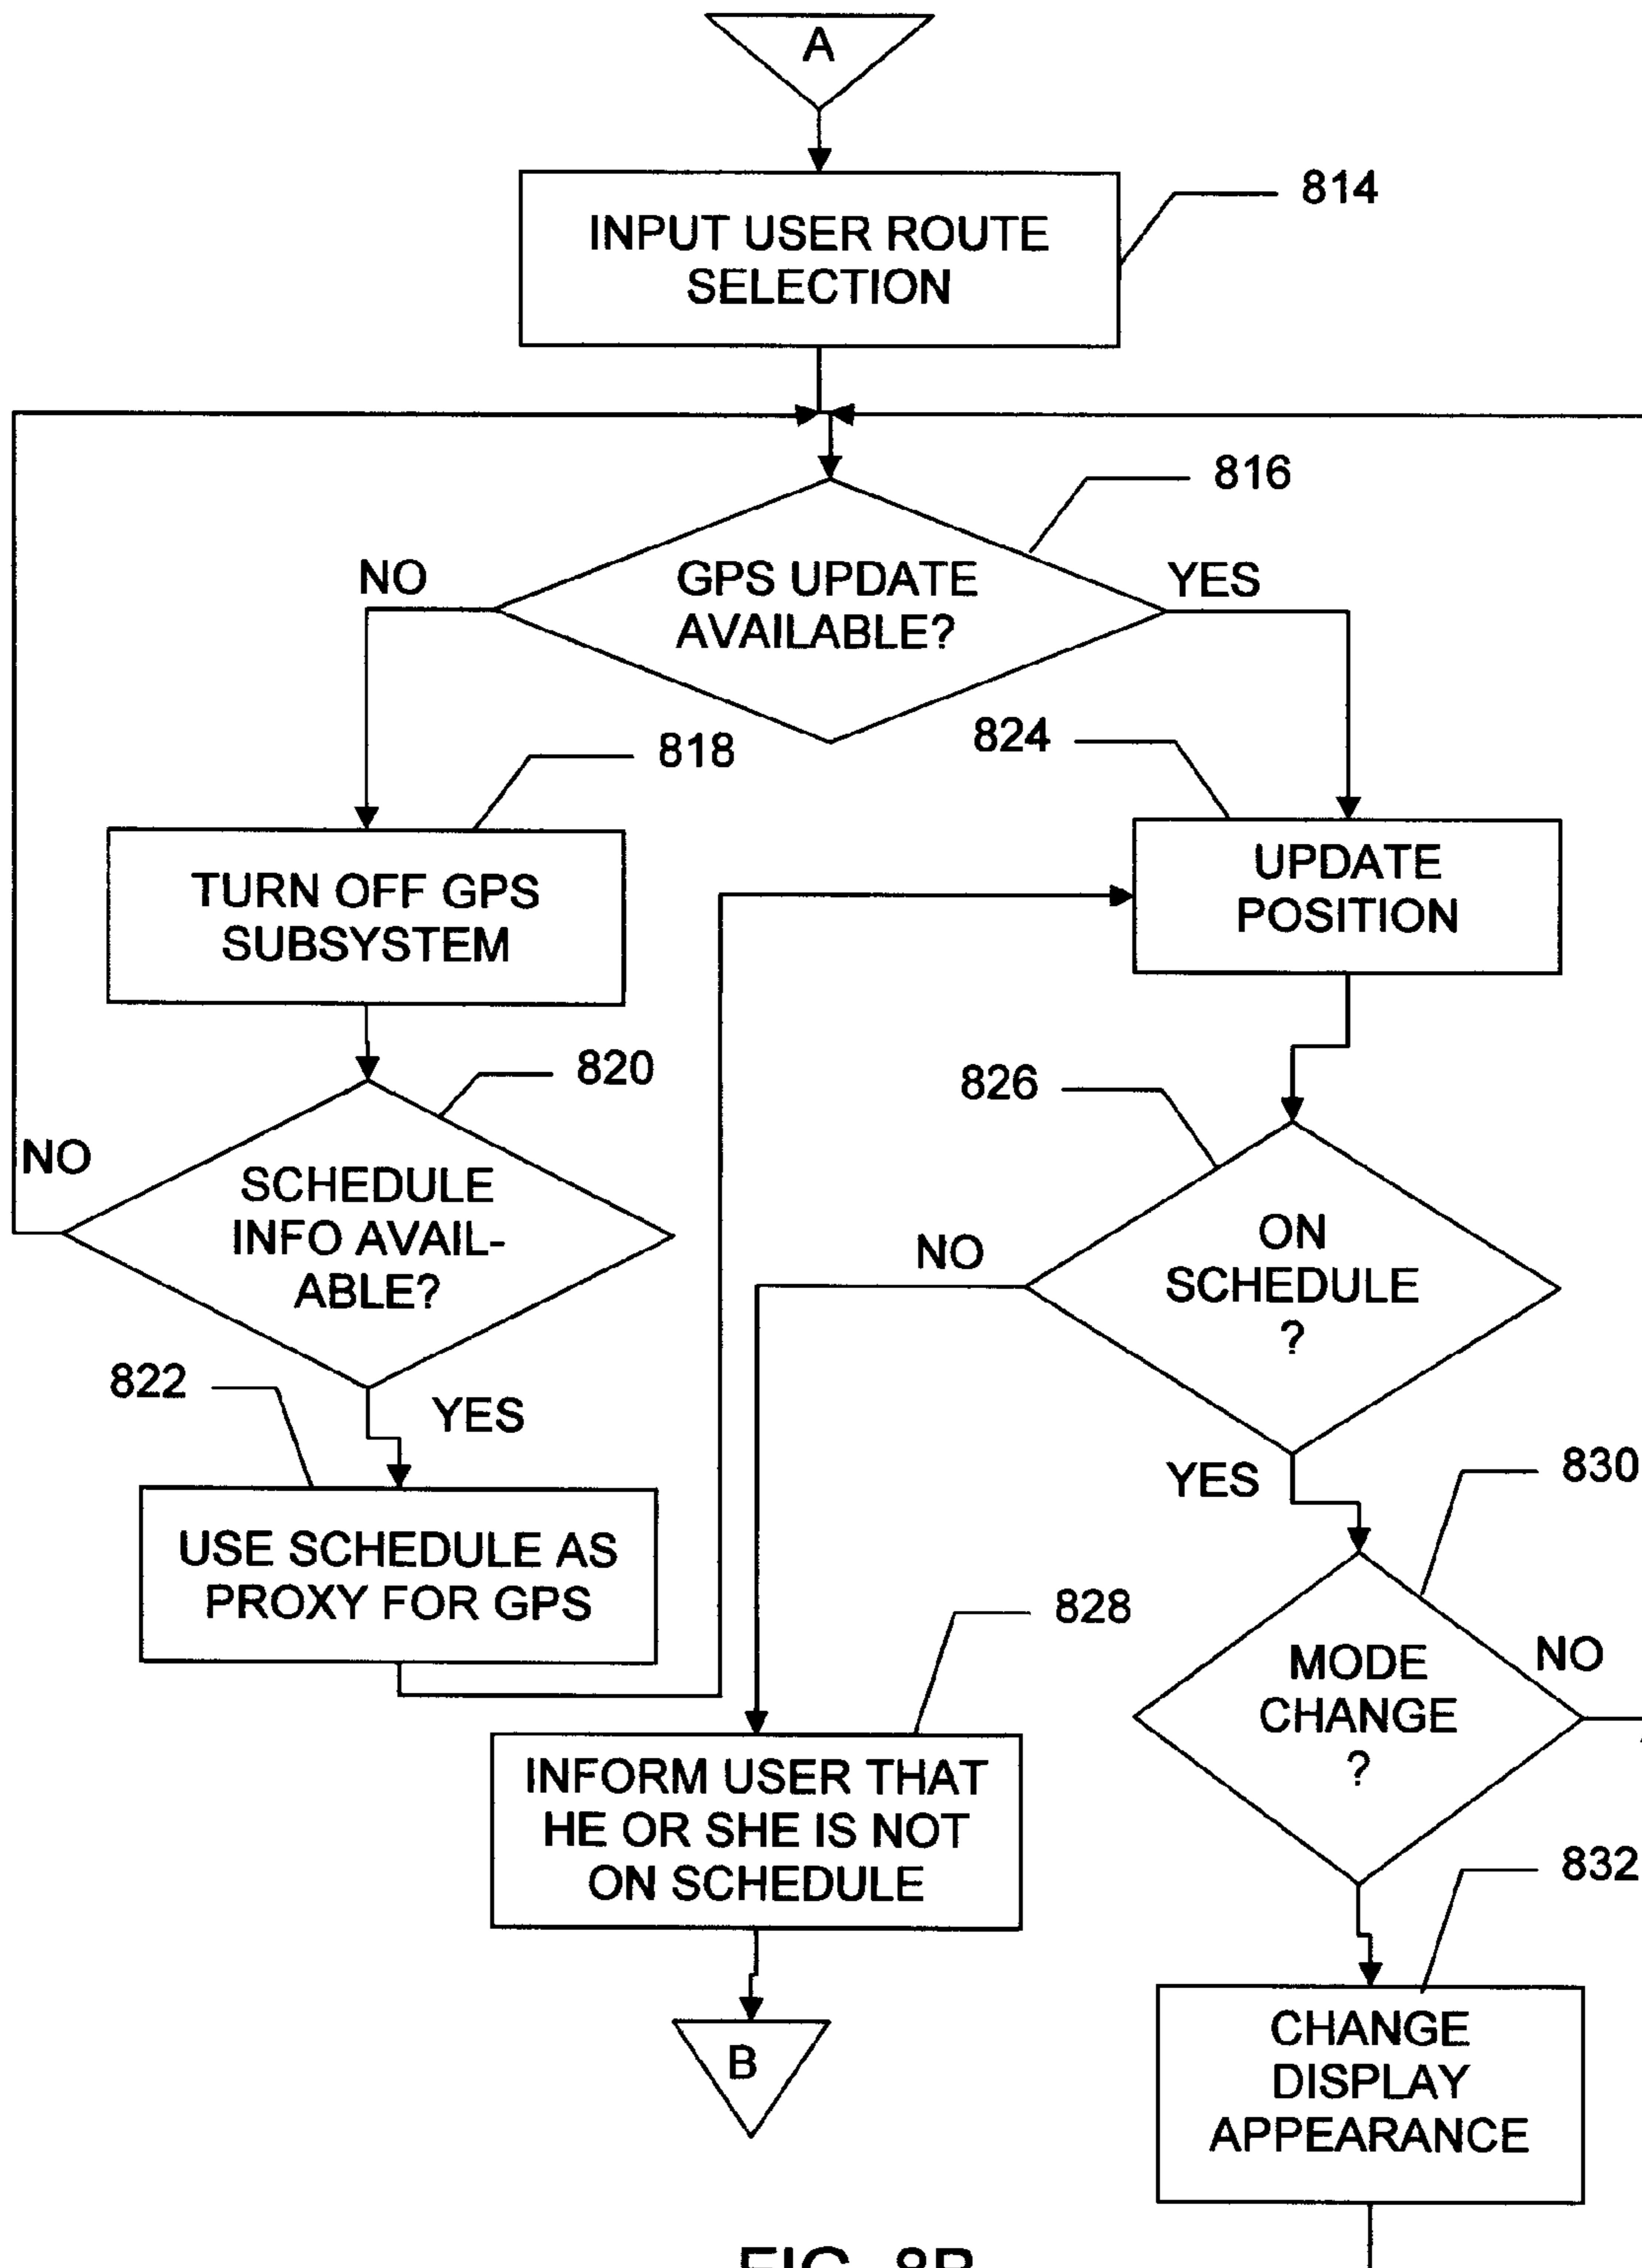 A
INPUT USER ROUTE
SELECTION
814
816
NO
GPS UPDATE
AVAILABLE?
YES
818
824
TURN OFF GPS
SUBSYSTEM
UPDATE
POSITION
820
826
NO
SCHEDULE
INFO AVAIL-
ABLE?
NO
ON
SCHEDULE
?
822
YES
YES
830
USE SCHEDULE AS
PROXY FOR GPS
828
MODE
CHANGE
?
NO
INFORM USER THAT
HE OR SHE IS NOT
ON SCHEDULE
832
B
CHANGE
DISPLAY
APPEARANCE
FIG. 8B